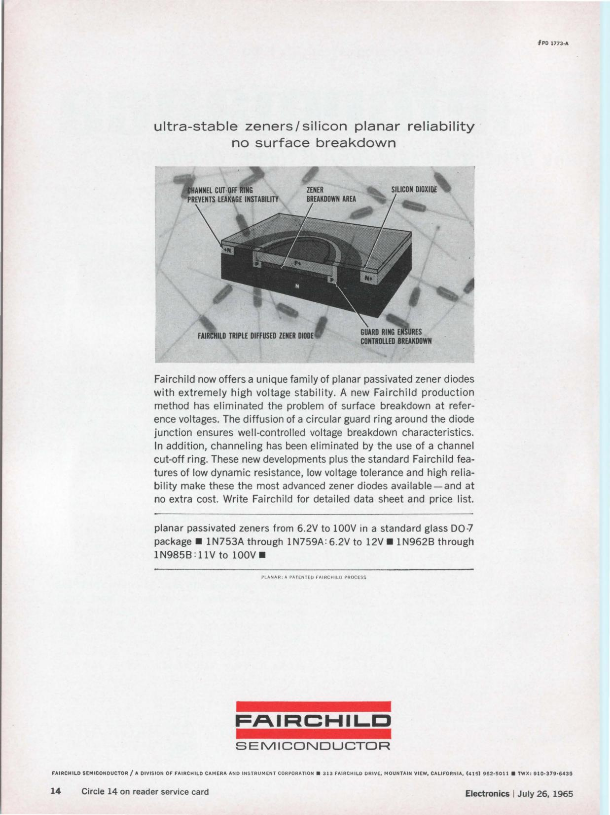 #PD 1773-A
ultra-stable zeners/silicon planar reliability
no surface breakdown
CHANNEL CUT OFF RING
PREVENTS LEAKAGE INSTABILITY
ZENER
BREAKDOWN AREA
SILICON DIOXIDE
+N
P
P+
P
N+
N
FAIRCHILD TRIPLE DIFFUSED ZENER DIODE
GUARD RING ENSURES
CONTROLLED BREAKDOWN
Fairchild now offers a unique family of planar passivated zener diodes
with extremely high voltage stability. A new Fairchild production
method has eliminated the problem of surface breakdown at refer-
ence voltages. The diffusion of a circular guard ring around the diode
junction ensures well-controlled voltage breakdown characteristics.
In addition, channeling has been eliminated by the use of a channel
cut-off ring. These new developments plus the standard Fairchild fea-
tures of low dynamic resistance, low voltage tolerance and high relia-
bility make these the most advanced zener diodes available—and at
no extra cost. Write Fairchild for detailed data sheet and price list.
planar passivated zeners from 6.2V to 100V in a standard glass DO-7
package ■ 1N753A through 1N759A: 6.2V to 12V ■ 1N962B through
1N985B: 11V to 100V ■
PLANAR: A PATENTED FAIRCHILD PROCESS
FAIRCHILD
SEMICONDUCTOR
FAIRCHILD SEMICONDUCTOR / A DIVISION OF FAIRCHILD CAMERA AND INSTRUMENT CORPORATION ■ 313 FAIRCHILD DRIVE, MOUNTAIN VIEW, CALIFORNIA, (415) 962-5011 ■ TWX: 910-379-6435
14 Circle 14 on reader service card
Electronics | July 26, 1965